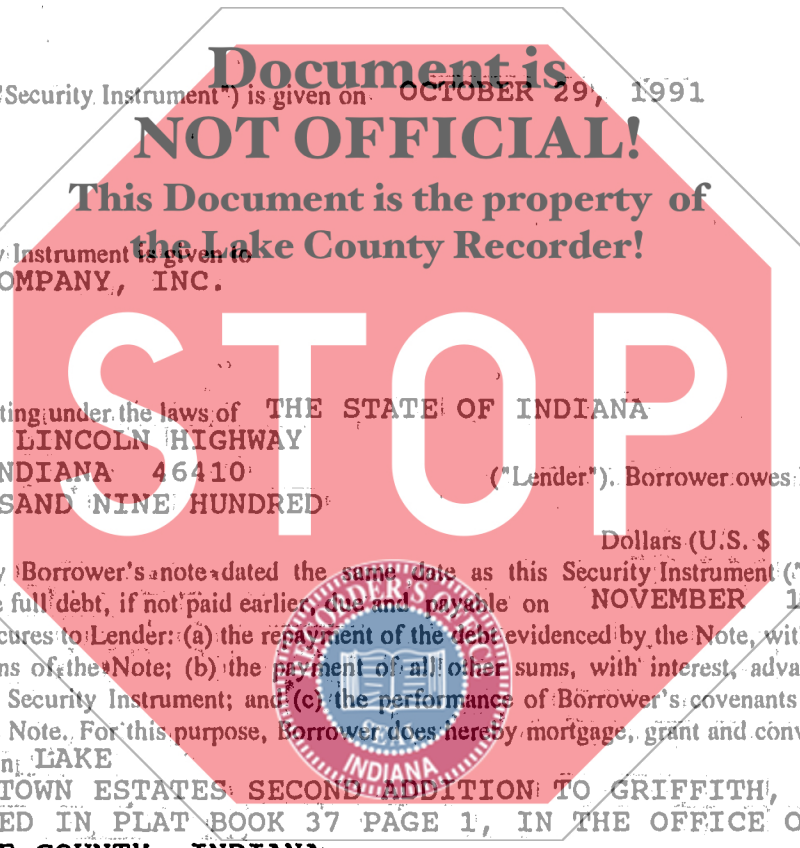 Document is
Security Instrument") is given on OCTOBER 29, 1991
NOT OFFICIAL!
This Document is the property of
the Lake County Recorder!
Instrument is given to
OMPANY, INC.
STOP
ting under the laws of THE STATE OF INDIANA
LINCOLN HIGHWAY
NDIANA 46410 ("Lender"). Borrower owes
SAND NINE HUNDRED
Dollars (U.S. $
Borrower's note dated the same date as this Security Instrument ("
full debt, if not paid earlier, due and payable on NOVEMBER 1
cures to Lender: (a) the repayment of the debt evidenced by the Note, wit
ns of the Note; (b) the payment of all other sums, with interest, adva
Security Instrument; and (c) the performance of Borrower's covenants
Note. For this purpose, Borrower does hereby mortgage, grant and conv
LAKE
TOWN ESTATES SECOND ADDITION TO GRIFFITH,
ED IN PLAT BOOK 37 PAGE 1, IN THE OFFICE O
COUNTY, INDIANA
SEAL
INDIANA